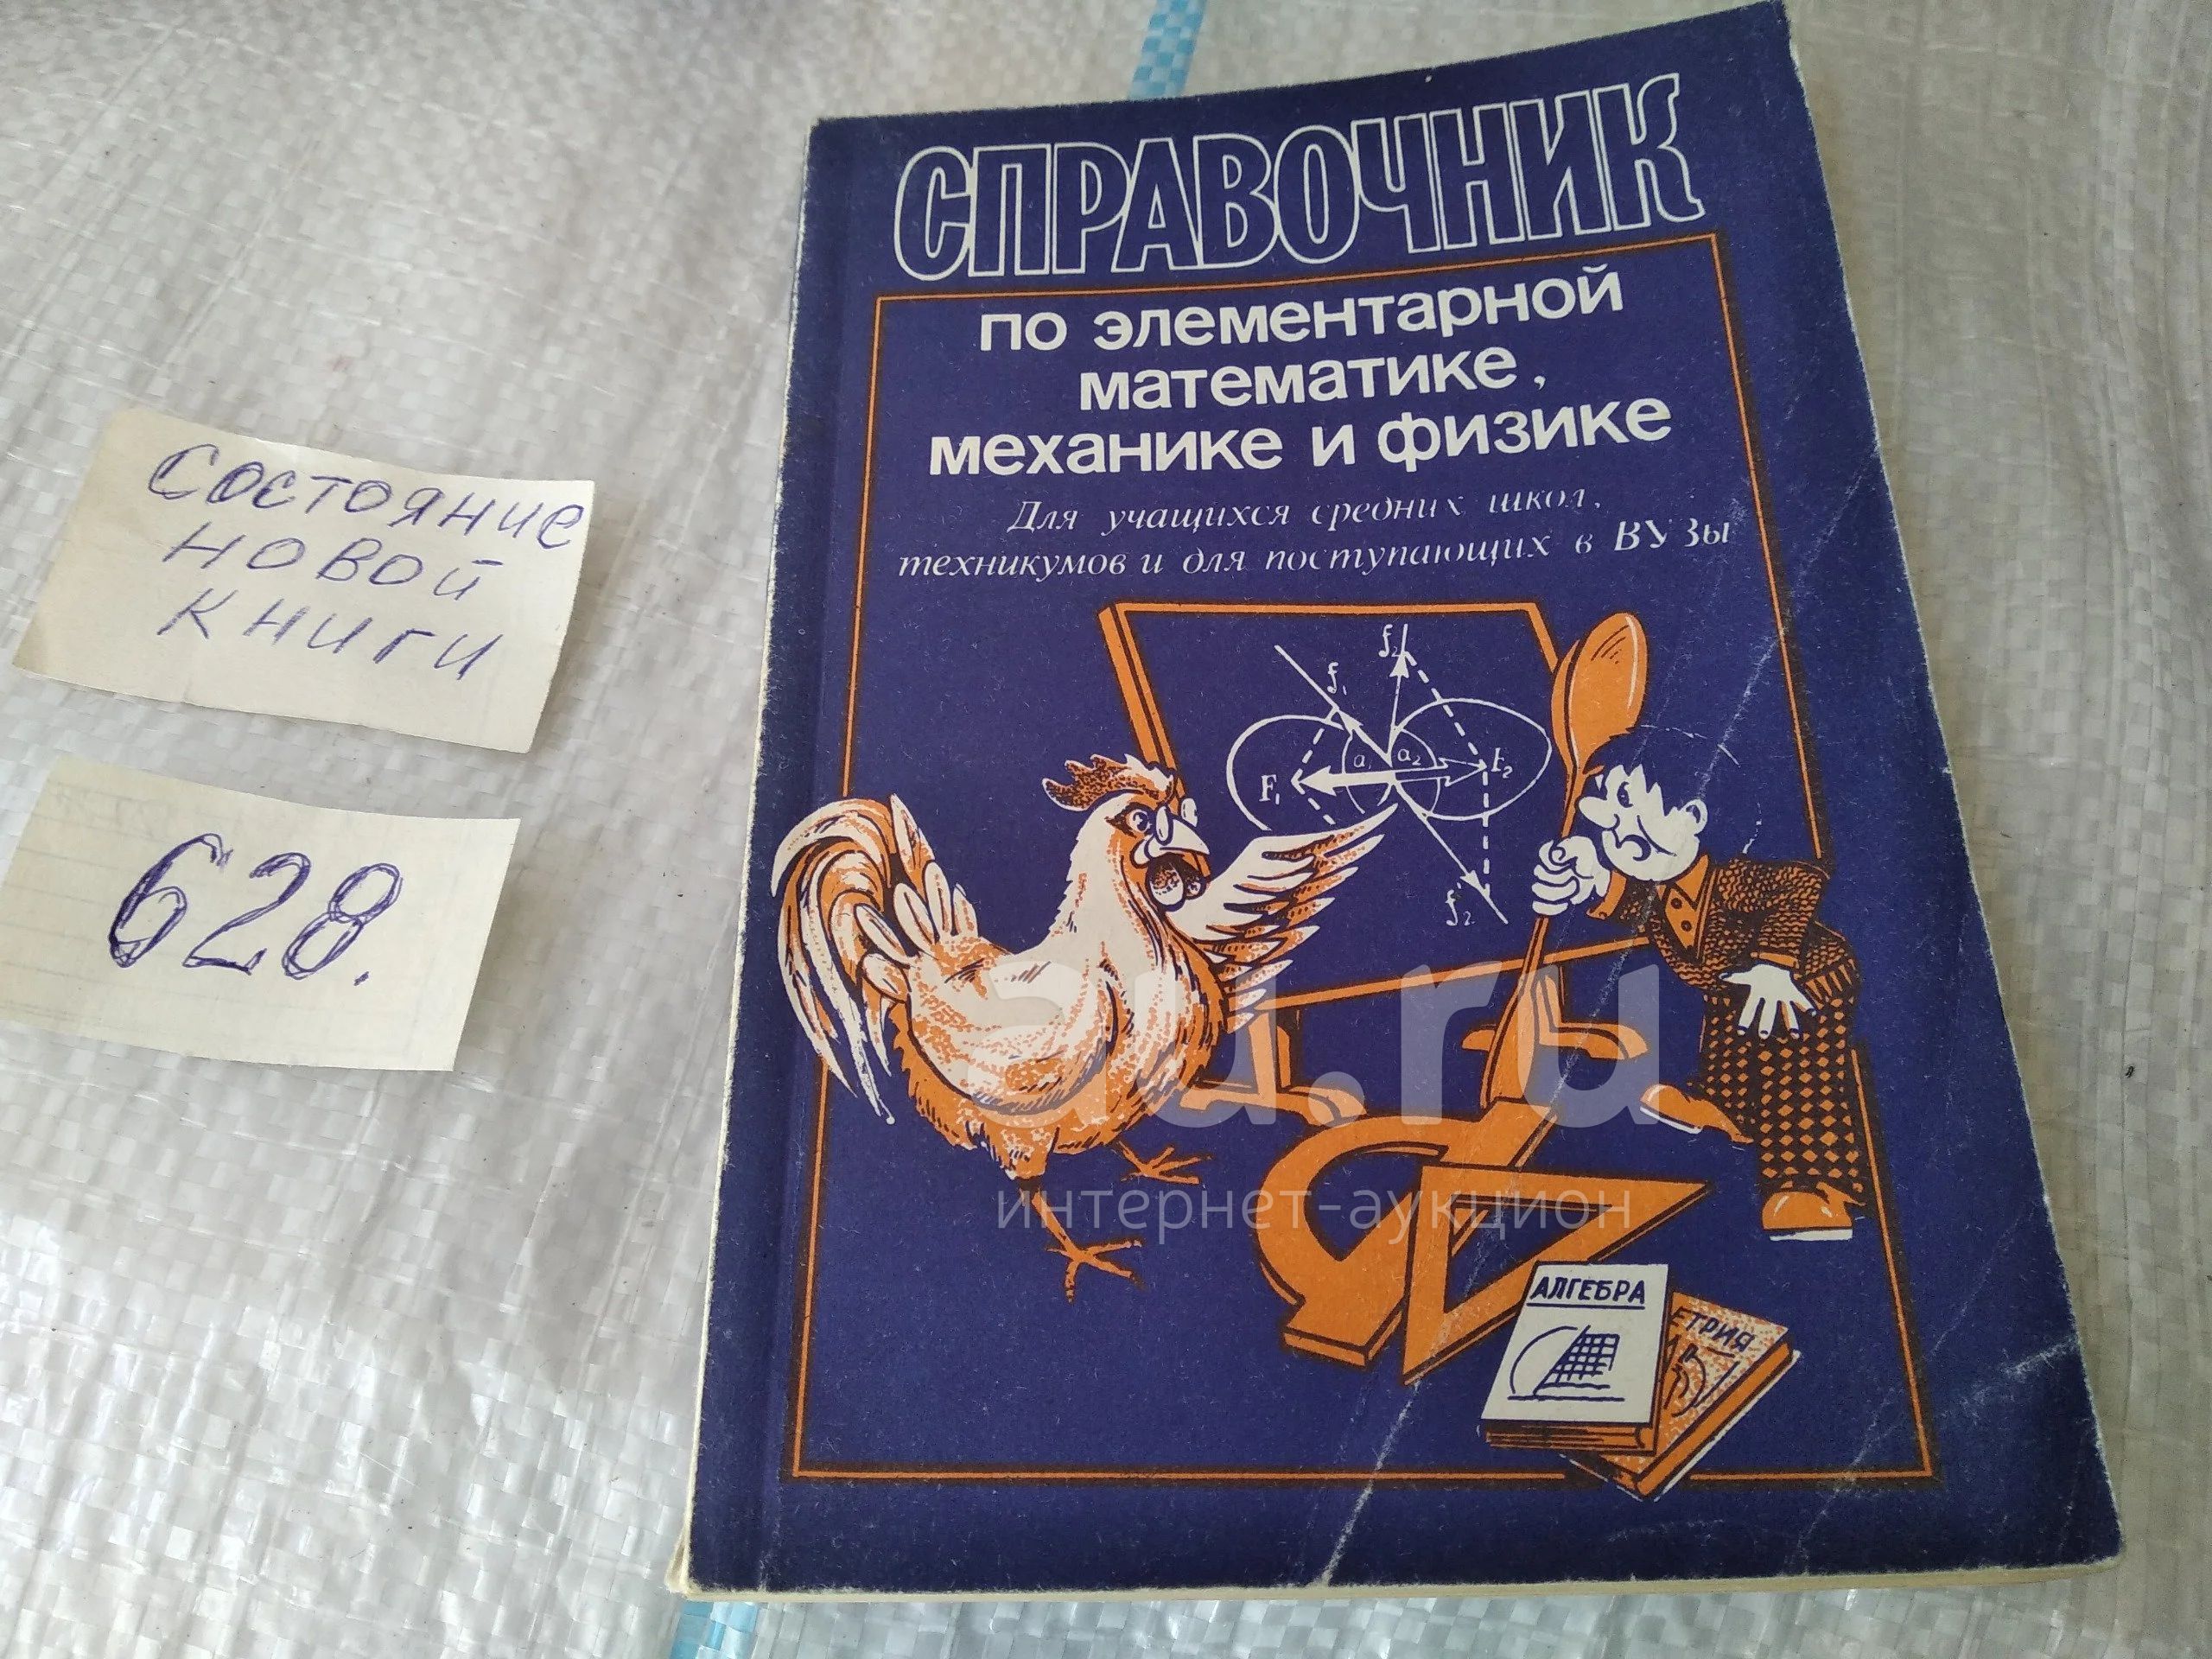 СПРАВОЧНИК
по элементарной
математике,
механике и физике
Для учащихся средних школ,
техникумов и для поступающих в ВУЗы
f₁
f₂
a₁
a₂
F₁
F₂
f'₂
АЛГЕБРА
ЕТРИЯ
Состояние
новой
книги
628.
au.ru
интернет-аукцион